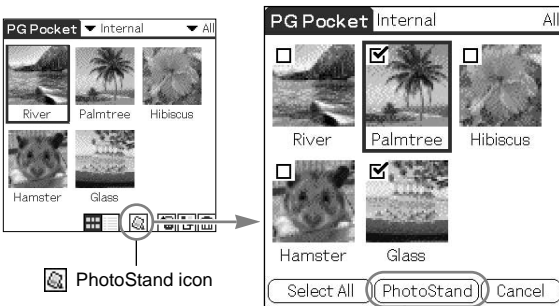 PG Pocket Internal All
River Palmtree Hibiscus
Hamster Glass
PhotoStand icon
PG Pocket Internal All
River Palmtree Hibiscus
Hamster Glass
Select All PhotoStand Cancel